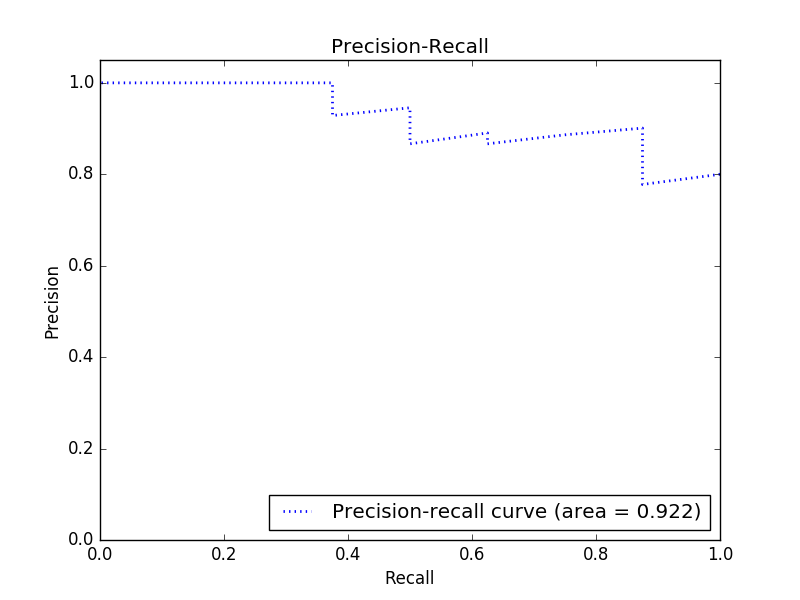 Precision-Recall
1.0
0.8
0.6
0.4
0.2
0.0
Precision
Precision-recall curve (area = 0.922)
0.0 0.2 0.4 0.6 0.8 1.0
Recall